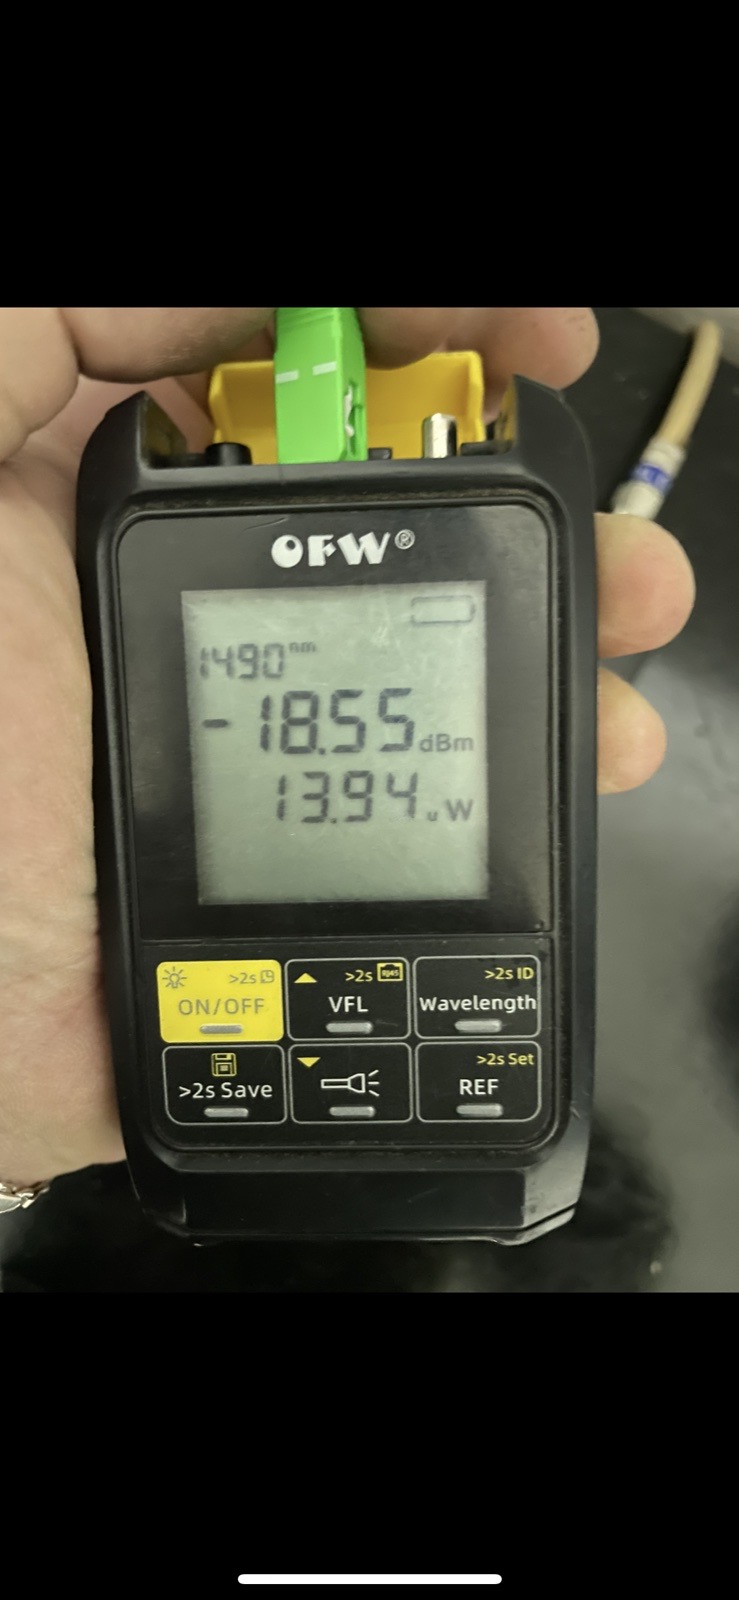 OFW®
1490nm
-18.55dBm
13.94uW
>2s
ON/OFF
>2s RJ45
VFL
>2s ID
Wavelength
>2s Save
>2s Set
REF